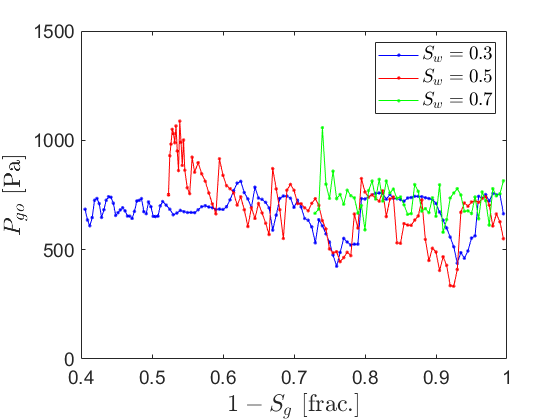 1500
1000
500
0
P_go [Pa]
S_w = 0.3
S_w = 0.5
S_w = 0.7
0.4 0.5 0.6 0.7 0.8 0.9 1
1 − S_g [frac.]